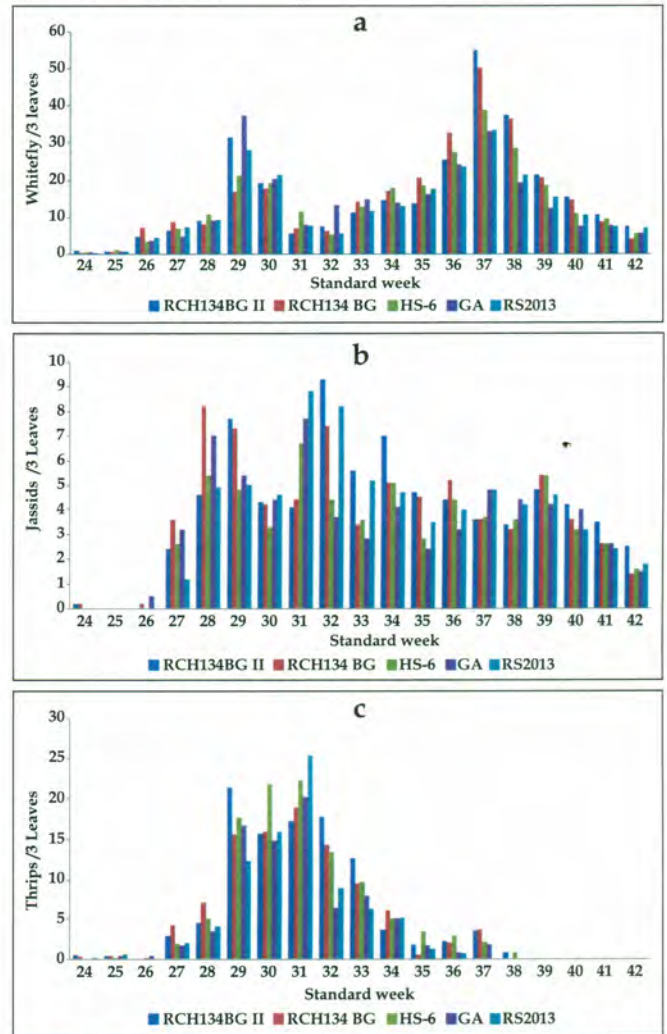 a
60
50
40
30
20
10
0
Whitefly /3 leaves
24 25 26 27 28 29 30 31 32 33 34 35 36 37 38 39 40 41 42
Standard week
RCH134BG II RCH134 BG HS-6 GA RS2013
b
10
9
8
7
6
5
4
3
2
1
0
Jassids /3 Leaves
24 25 26 27 28 29 30 31 32 33 34 35 36 37 38 39 40 41 42
Standard week
RCH134BG II RCH134 BG HS-6 GA RS2013
c
30
25
20
15
10
5
0
Thrips /3 Leaves
24 25 26 27 28 29 30 31 32 33 34 35 36 37 38 39 40 41 42
Standard week
RCH134BG II RCH134 BG HS-6 GA RS2013